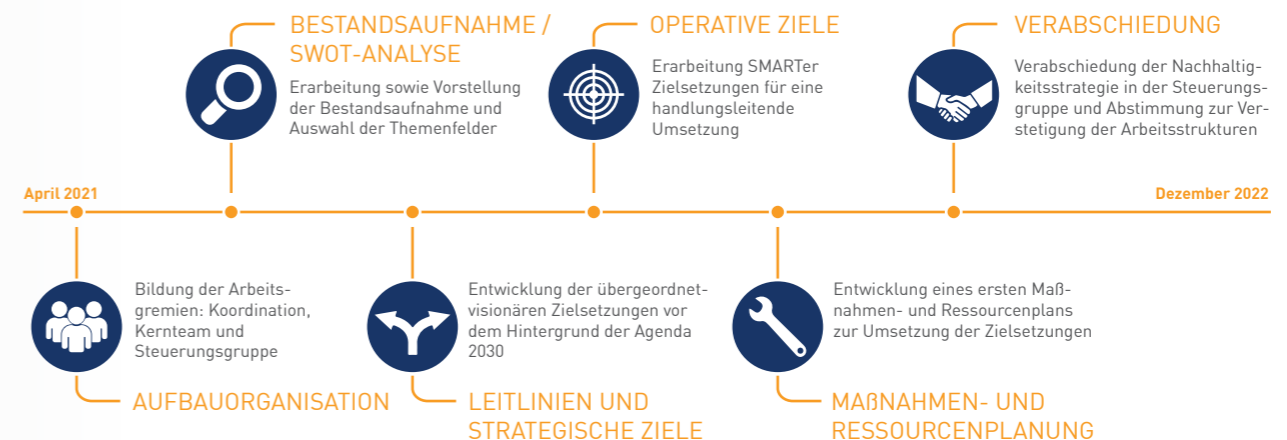 BESTANDSAUFNAHME /
SWOT-ANALYSE
Erarbeitung sowie Vorstellung
der Bestandsaufnahme und
Auswahl der Themenfelder
OPERATIVE ZIELE
Erarbeitung SMARTer
Zielsetzungen für eine
handlungsleitende
Umsetzung
VERABSCHIEDUNG
Verabschiedung der Nachhaltig-
keitsstrategie in der Steuerungs-
gruppe und Abstimmung zur Ver-
stetigung der Arbeitsstrukturen
April 2021
Dezember 2022
Bildung der Arbeits-
gremien: Koordination,
Kernteam und
Steuerungsgruppe
AUFBAUORGANISATION
Entwicklung der übergeordnet-
visionären Zielsetzungen vor
dem Hintergrund der Agenda
2030
LEITLINIEN UND
STRATEGISCHE ZIELE
Entwicklung eines ersten Maß-
nahmen- und Ressourcenplans
zur Umsetzung der Zielsetzungen
MAßNAHMEN- UND
RESSOURCENPLANUNG